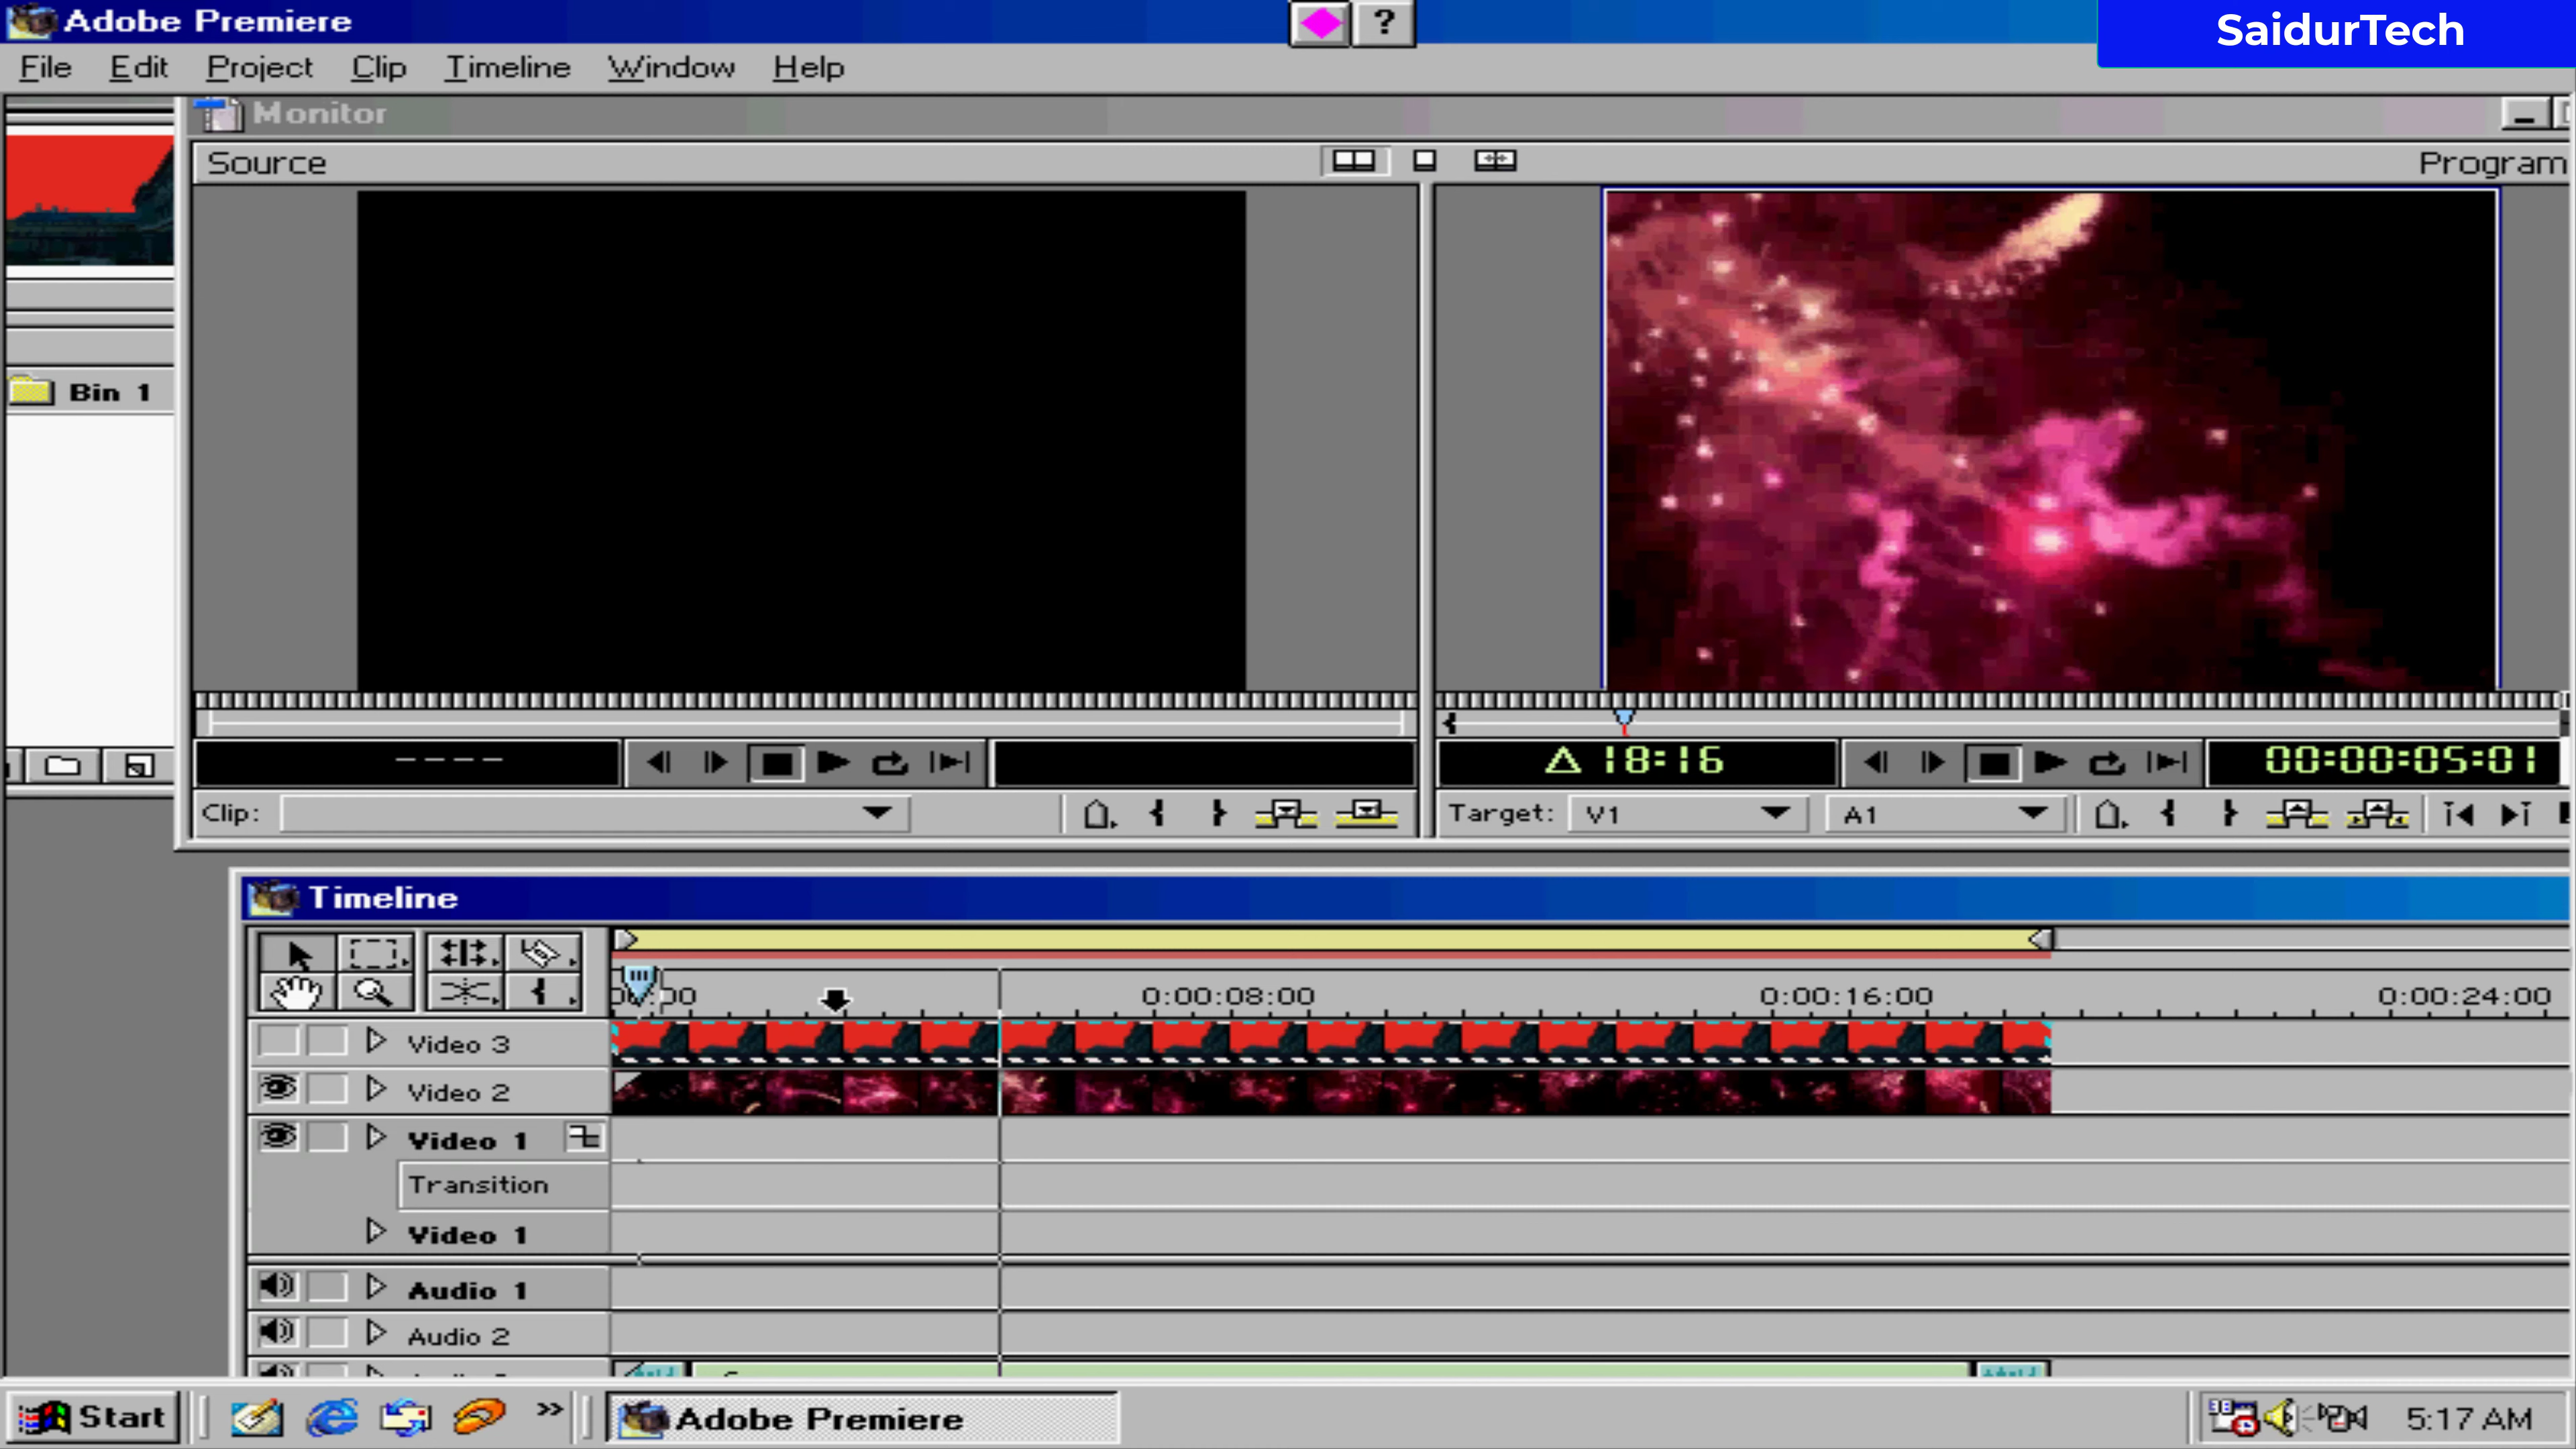 Adobe Premiere
?
SaidurTech
File Edit Project Clip Timeline Window Help
Monitor
Source
Program
Bin 1
18:16
00:00:05:01
Clip:
Target: V1 A1
Timeline
0:00:08:00 0:00:16:00 0:00:24:00
Video 3
Video 2
Video 1
Transition
Video 1
Audio 1
Audio 2
Start
Adobe Premiere
5:17 AM